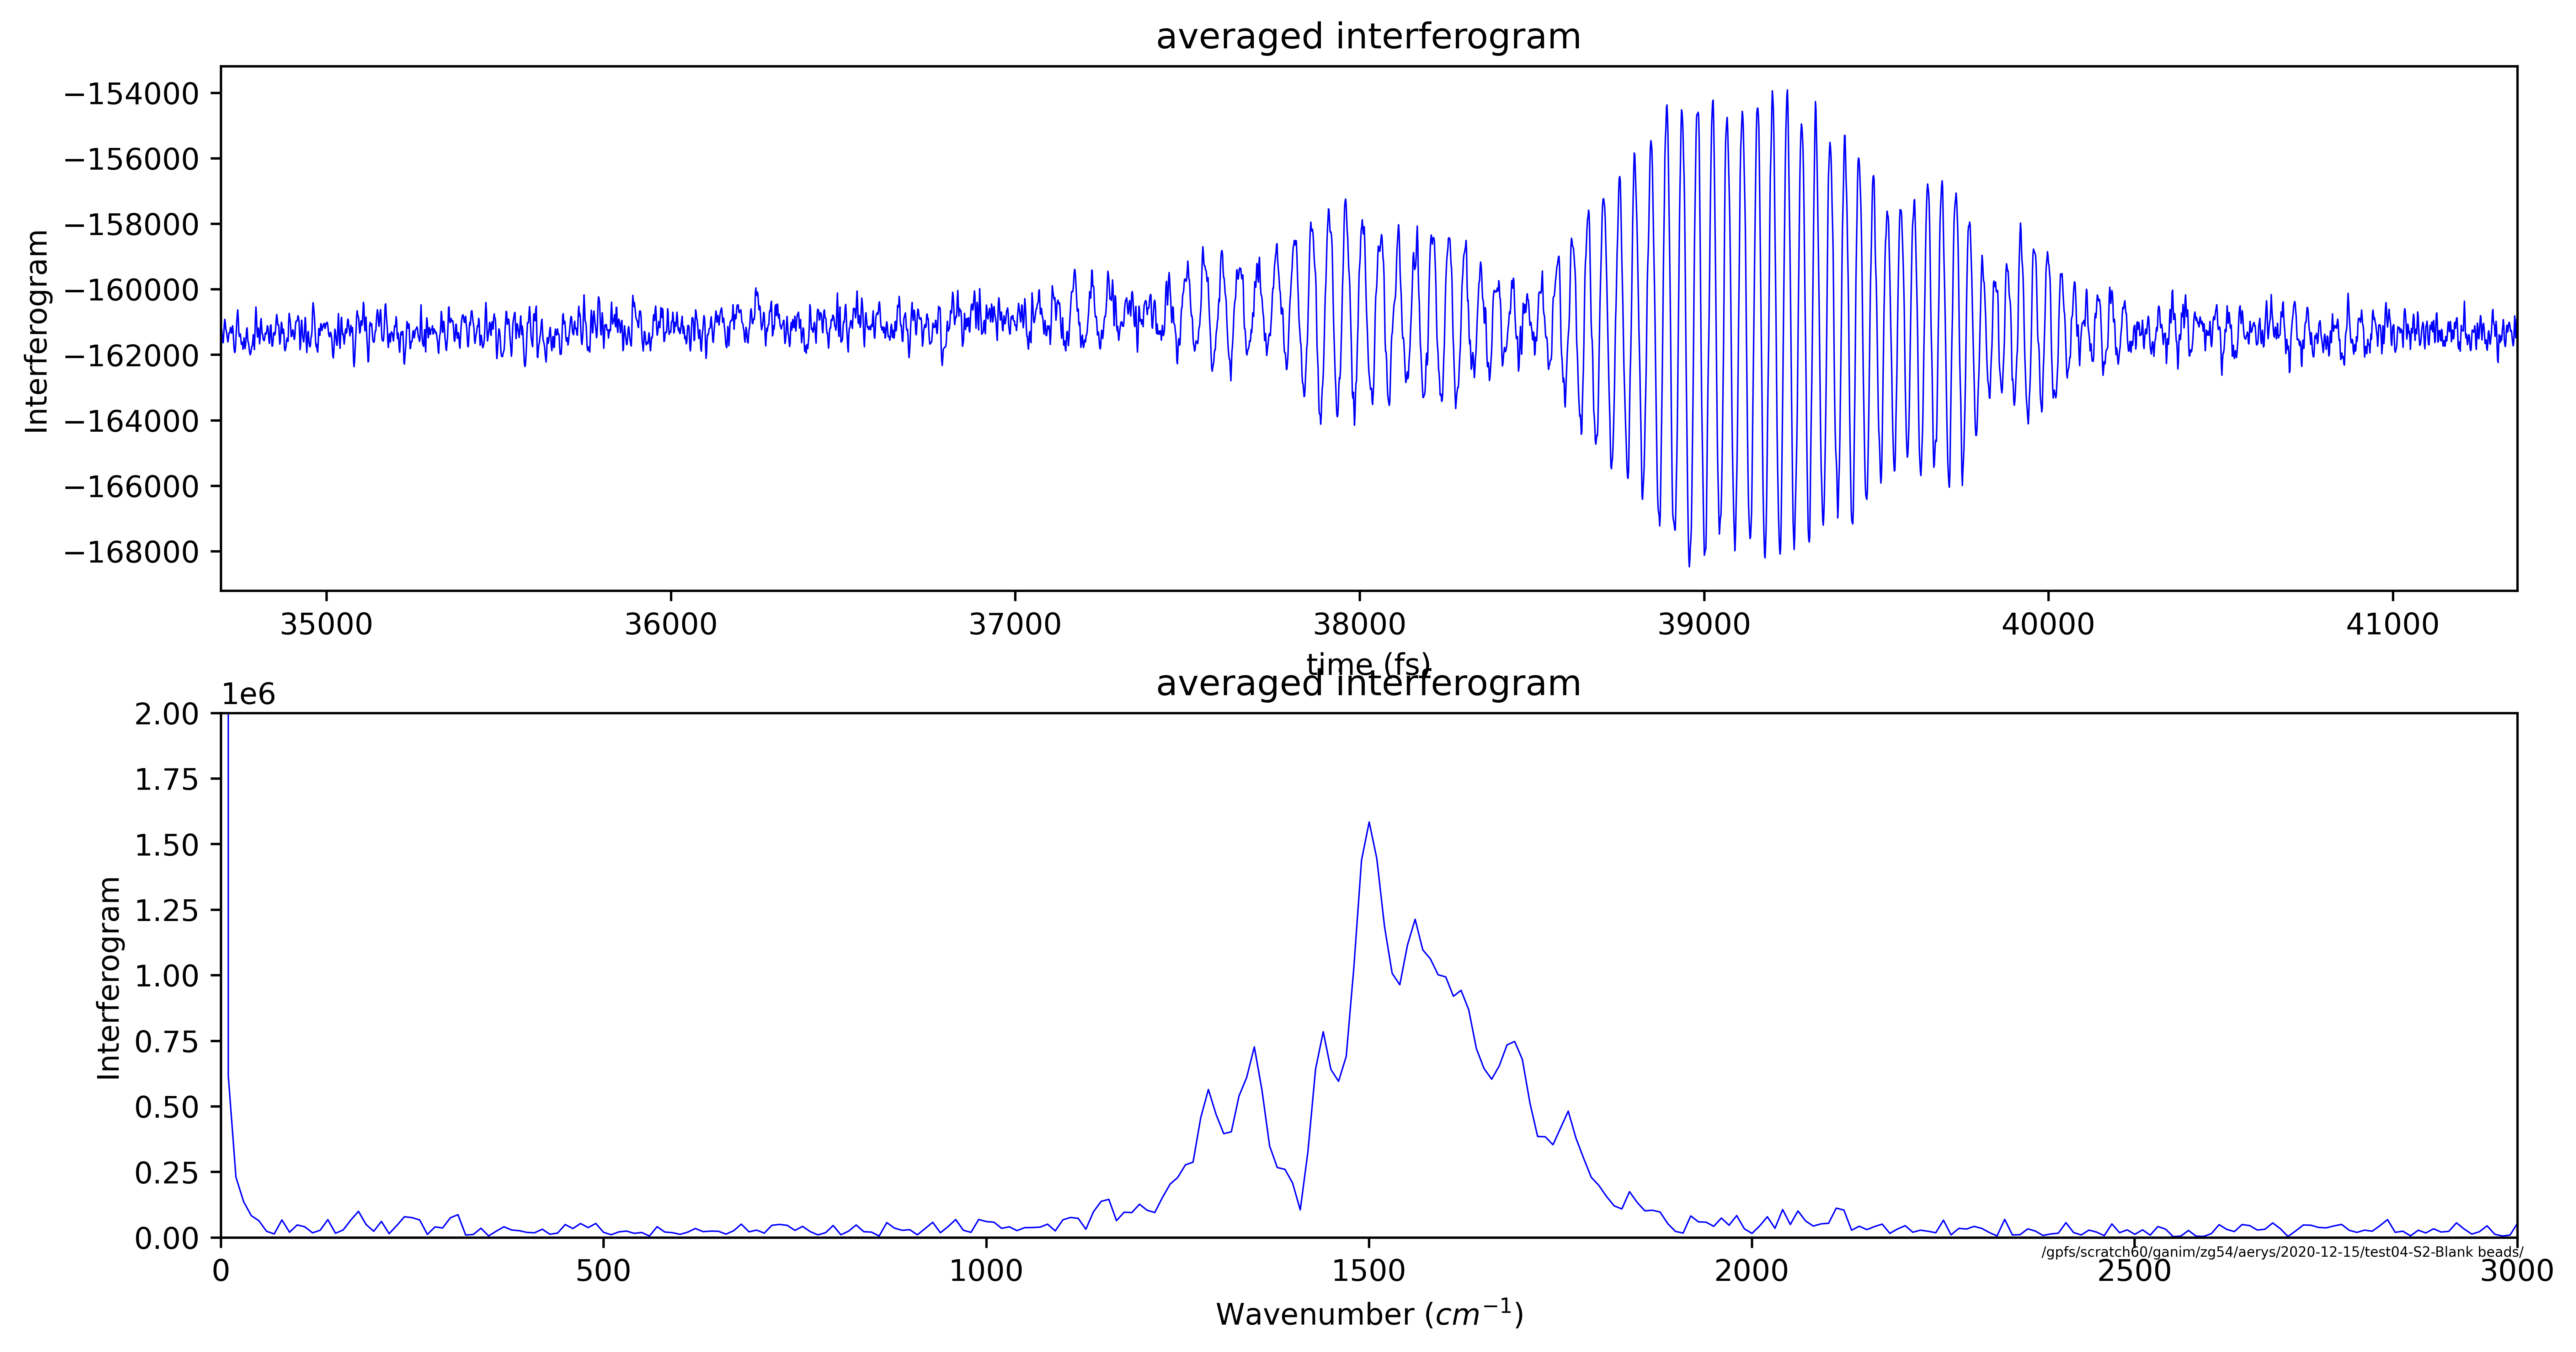 averaged interferogram
Interferogram
−154000
−156000
−158000
−160000
−162000
−164000
−166000
−168000
35000 36000 37000 38000 39000 40000 41000
time (fs)
averaged interferogram
1e6
Interferogram
2.00
1.75
1.50
1.25
1.00
0.75
0.50
0.25
0.00
/gpfs/scratch60/ganim/zg54/aerys/2020-12-15/test04-S2-Blank beads/
0 500 1000 1500 2000 2500 3000
Wavenumber (cm⁻¹)